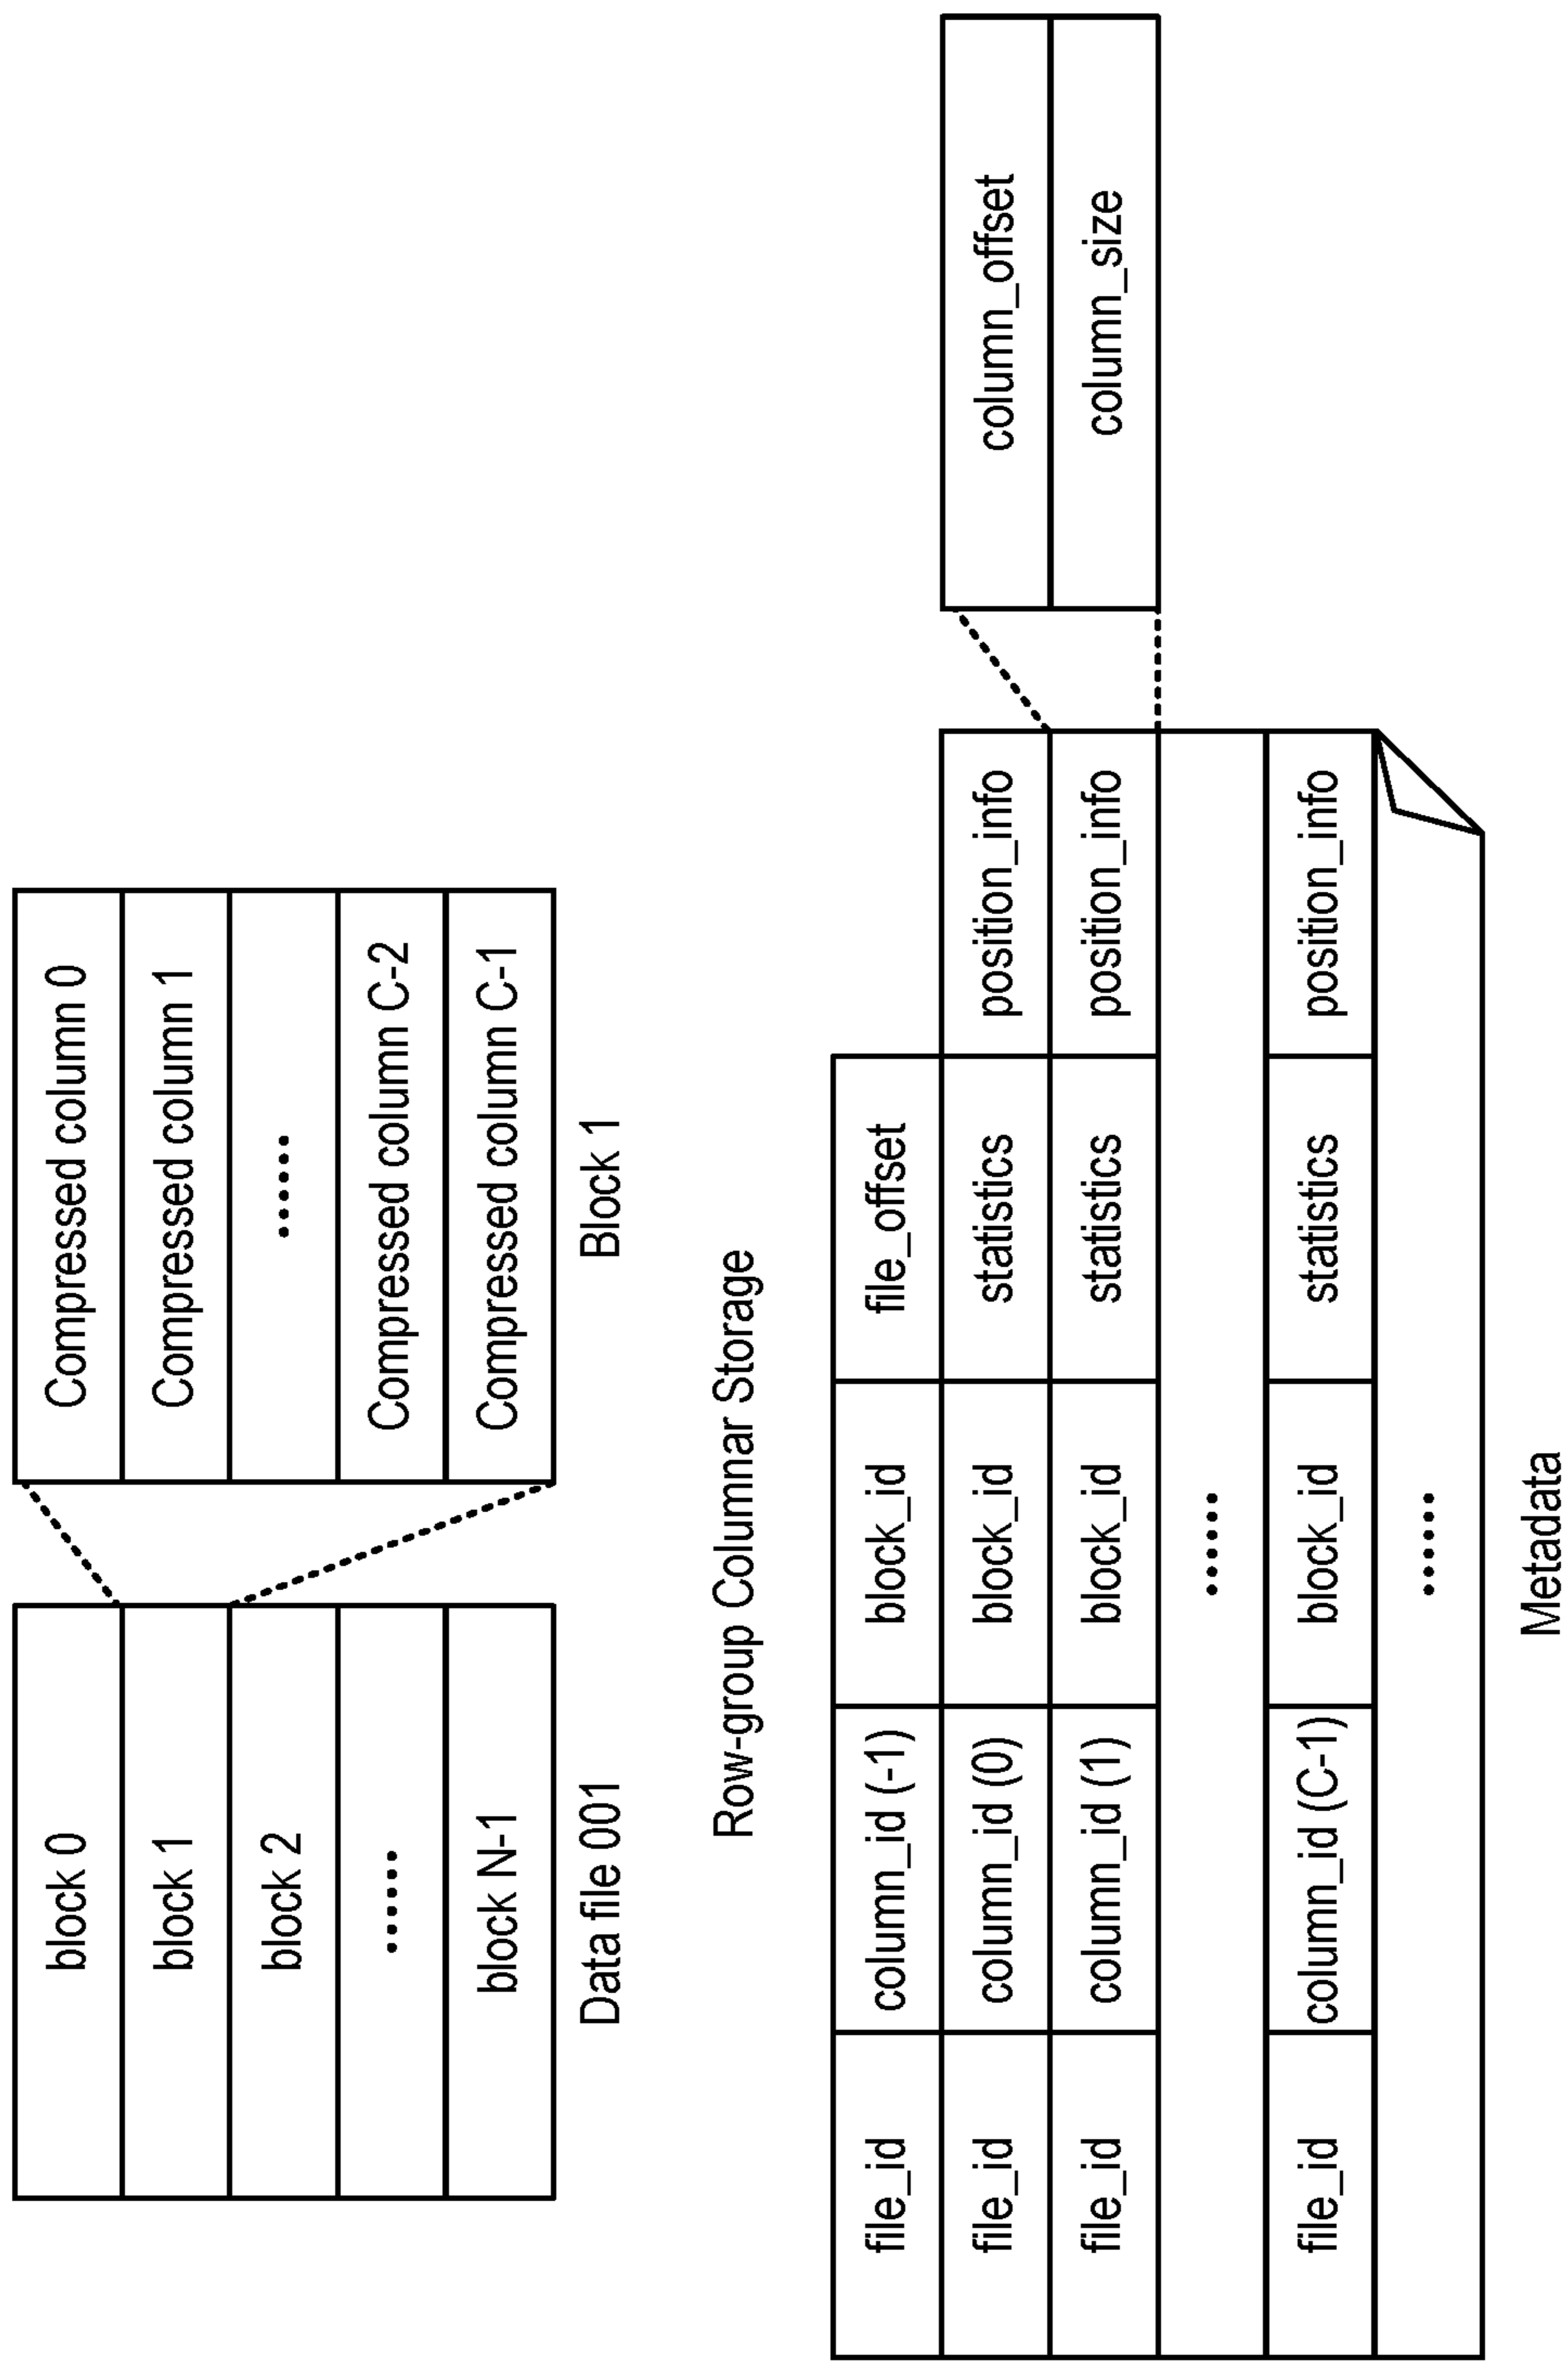 block 0
block 1
block 2
......
block N-1
Data file 001
Compressed column 0
Compressed column 1
......
Compressed column C-2
Compressed column C-1
Block 1
Row-group Columnar Storage
file_id column_id (-1) block_id file_offset
file_id column_id (0) block_id statistics position_info
file_id column_id (1) block_id statistics position_info
......
file_id column_id (C-1) block_id statistics position_info
......
column_offset
column_size
Metadata